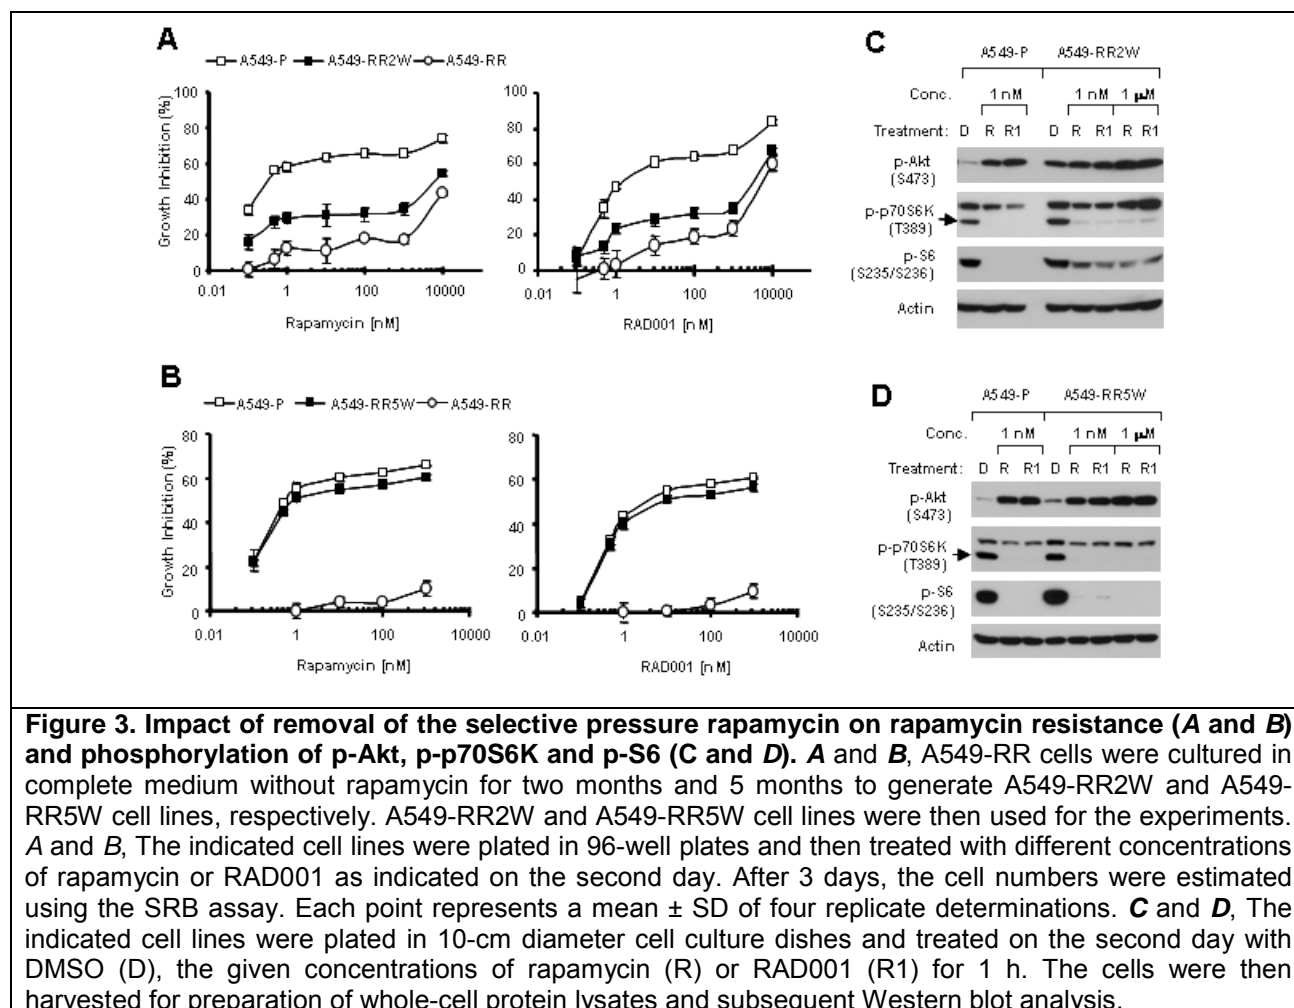 A
A549-P A549-RR2W A549-RR
Growth Inhibition (%)
100
80
60
40
20
0
0.01 1 100 10000
Rapamycin [nM]
100
80
60
40
20
0
0.01 1 100 10000
RAD001 [nM]
B
A549-P A549-RR5W A549-RR
Growth Inhibition (%)
80
60
40
20
0
0.01 1 100 10000
Rapamycin [nM]
80
60
40
20
0
0.01 1 100 10000
RAD001 [nM]
C
A549-P A549-RR2W
Conc. 1 nM 1 nM 1 µM
Treatment: D R R1 D R R1 R R1
p-Akt
(S473)
p-p70S6K
(T389)
p-S6
(S235/S236)
Actin
D
A549-P A549-RR5W
Conc. 1 nM 1 nM 1 µM
Treatment: D R R1 D R R1 R R1
p-Akt
(S473)
p-p70S6K
(T389)
p-S6
(S235/S236)
Actin
Figure 3. Impact of removal of the selective pressure rapamycin on rapamycin resistance (A and B)
and phosphorylation of p-Akt, p-p70S6K and p-S6 (C and D). A and B, A549-RR cells were cultured in
complete medium without rapamycin for two months and 5 months to generate A549-RR2W and A549-
RR5W cell lines, respectively. A549-RR2W and A549-RR5W cell lines were then used for the experiments.
A and B, The indicated cell lines were plated in 96-well plates and then treated with different concentrations
of rapamycin or RAD001 as indicated on the second day. After 3 days, the cell numbers were estimated
using the SRB assay. Each point represents a mean ± SD of four replicate determinations. C and D, The
indicated cell lines were plated in 10-cm diameter cell culture dishes and treated on the second day with
DMSO (D), the given concentrations of rapamycin (R) or RAD001 (R1) for 1 h. The cells were then
harvested for preparation of whole-cell protein lysates and subsequent Western blot analysis.